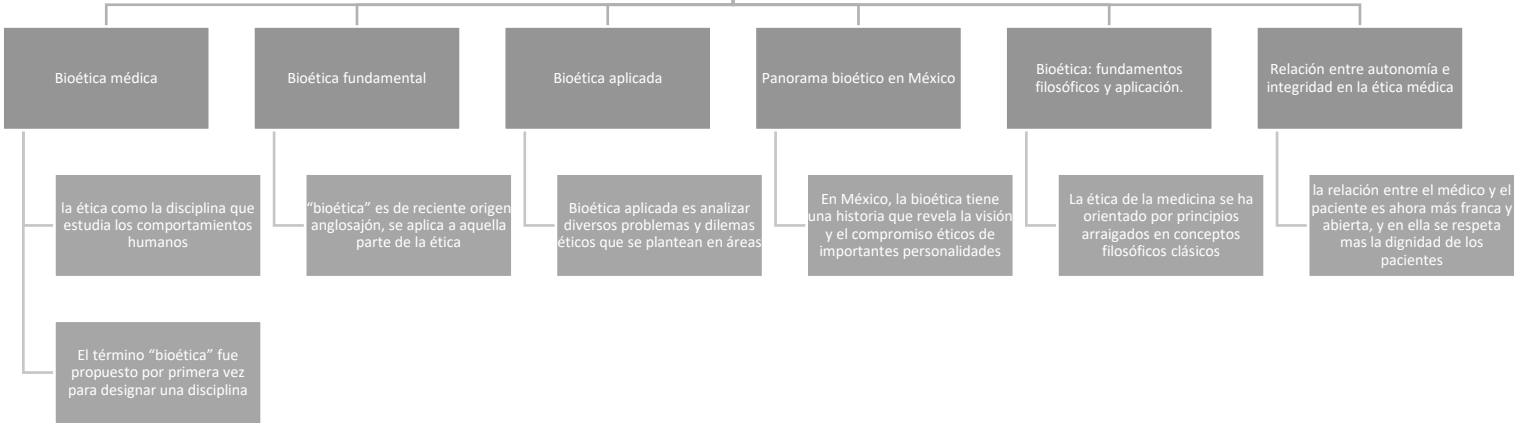 Bioética médica
la ética como la disciplina que
estudia los comportamientos
humanos
El término “bioética” fue
propuesto por primera vez
para designar una disciplina
Bioética fundamental
“bioética” es de reciente origen
anglosajón, se aplica a aquella
parte de la ética
Bioética aplicada
Bioética aplicada es analizar
diversos problemas y dilemas
éticos que se plantean en áreas
Panorama bioético en México
En México, la bioética tiene
una historia que revela la visión
y el compromiso éticos de
importantes personalidades
Bioética: fundamentos
filosóficos y aplicación.
La ética de la medicina se ha
orientado por principios
arraigados en conceptos
filosóficos clásicos
Relación entre autonomía e
integridad en la ética médica
la relación entre el médico y el
paciente es ahora más franca y
abierta, y en ella se respeta
mas la dignidad de los
pacientes